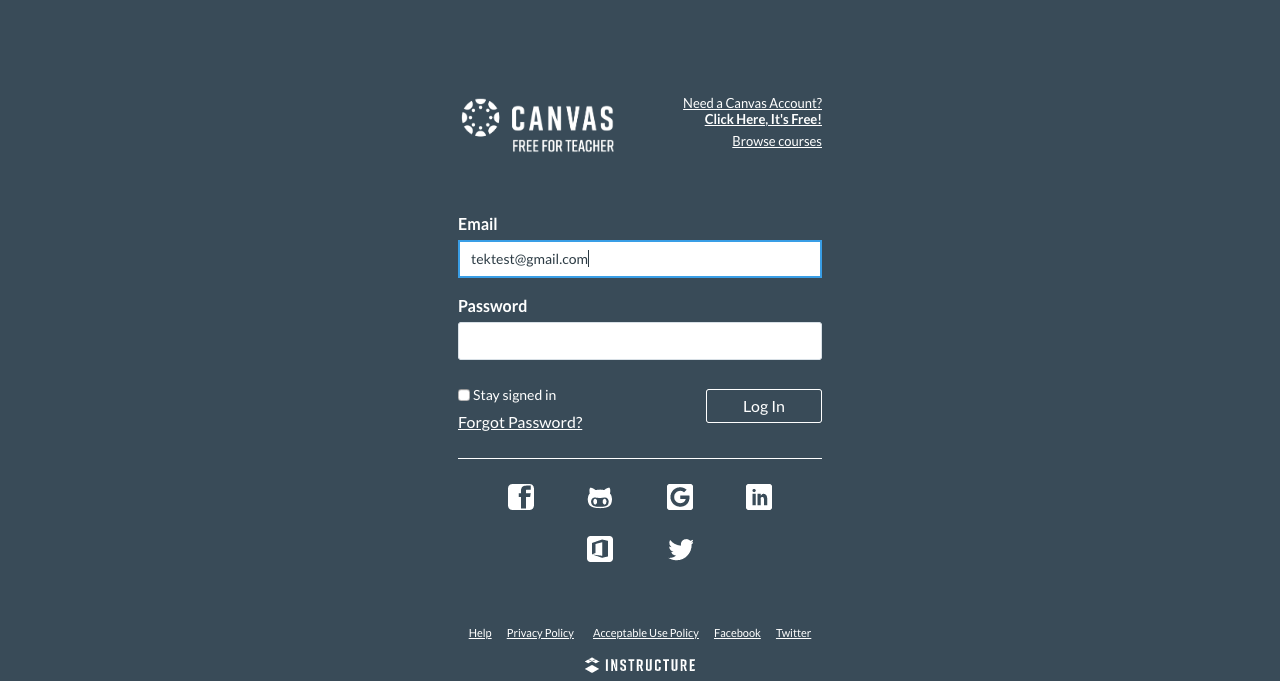 CANVAS
FREE FOR TEACHER
Need a Canvas Account?
Click Here, It's Free!
Browse courses
Email
tektest@gmail.com
Password
Stay signed in
Forgot Password?
Log In
Help Privacy Policy Acceptable Use Policy Facebook Twitter
INSTRUCTURE